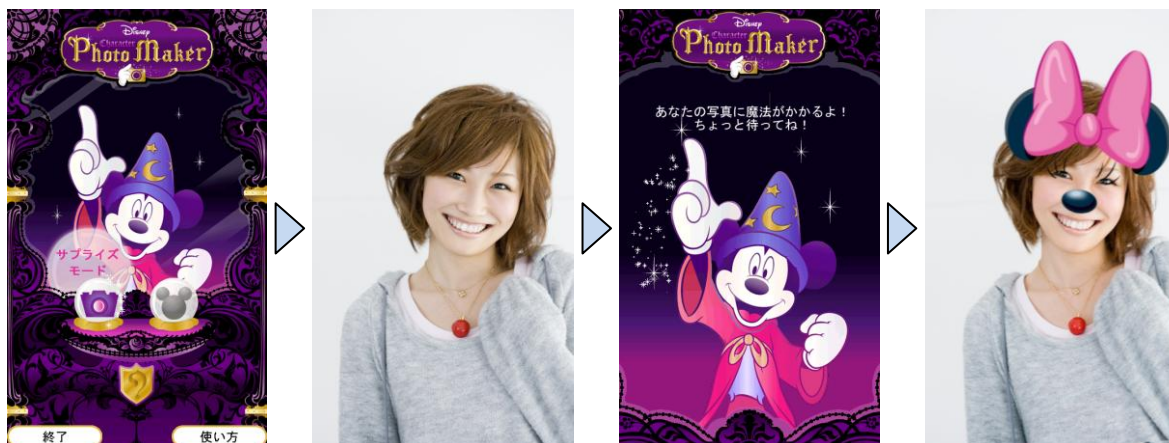 Disney
Character
Photo Maker
サプライズ
モード
終了
使い方
Disney
Character
Photo Maker
あなたの写真に魔法がかかるよ！
ちょっと待ってね！